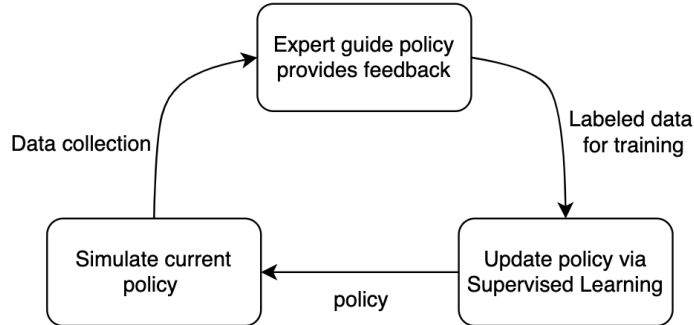 Expert guide policy
provides feedback
Data collection
Labeled data
for training
Simulate current
policy
policy
Update policy via
Supervised Learning